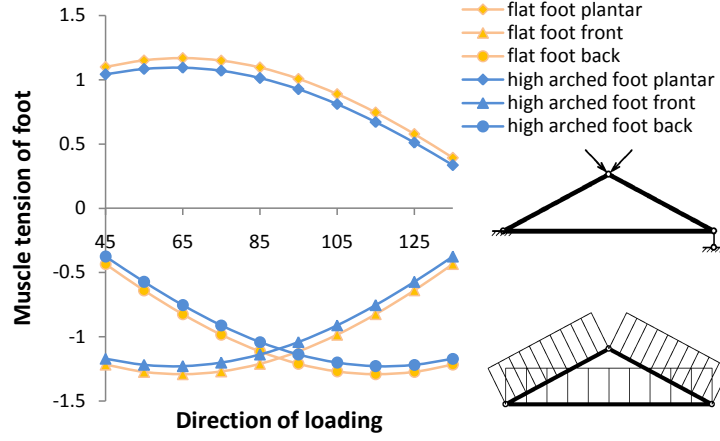 flat foot plantar
flat foot front
flat foot back
high arched foot plantar
high arched foot front
high arched foot back
Muscle tension of foot
1.5
1
0.5
0
-0.5
-1
-1.5
45 65 85 105 125
Direction of loading